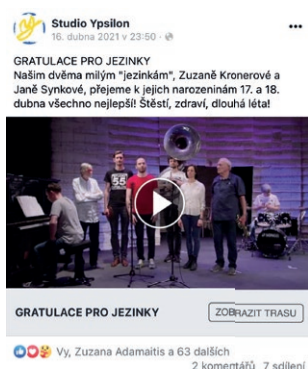 Studio Ypsilon
16. dubna 2021 v 23:50 ·
GRATULACE PRO JEZINKY
Našim dvěma milým "jezinkám", Zuzaně Kronerové a
Janě Synkové, přejeme k jejich narozeninám 17. a 18.
dubna všechno nejlepší! Štěstí, zdraví, dlouhá léta!
55
GRATULACE PRO JEZINKY
ZOBRAZIT TRASU
Vy, Zuzana Adamaitis a 63 dalších
2 komentářů 7 sdílení